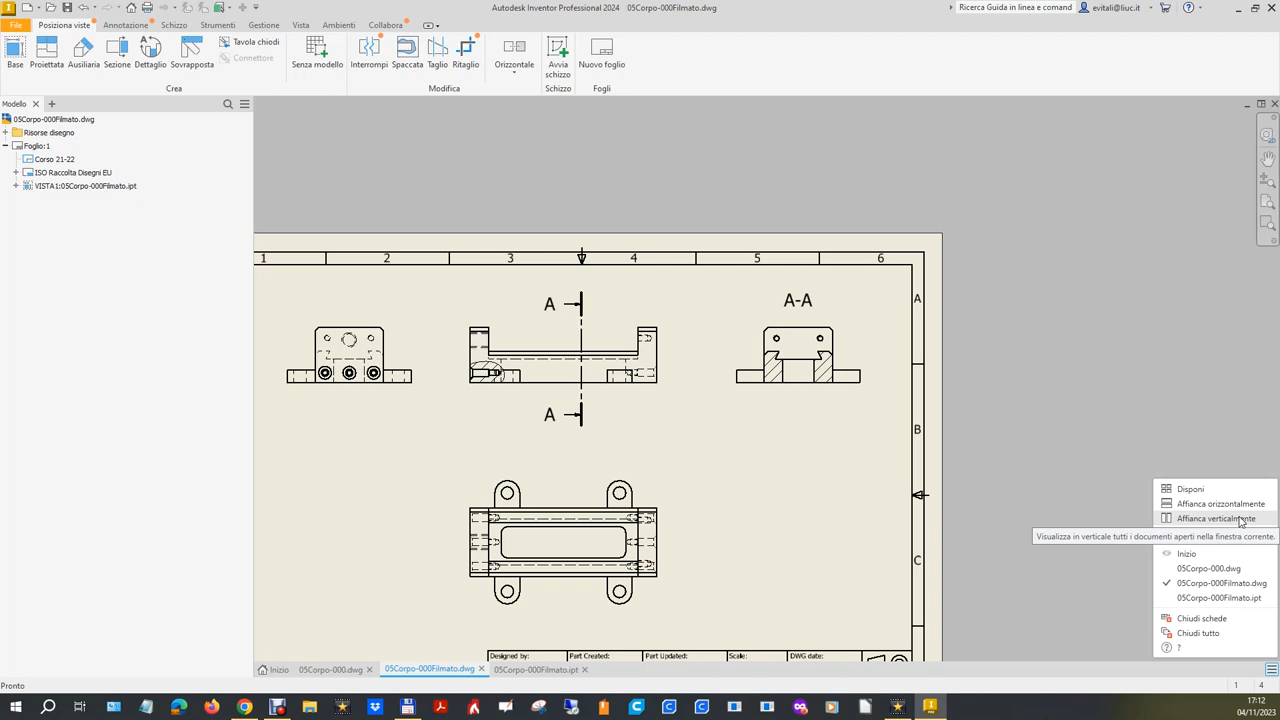 Autodesk Inventor Professional 2024   05Corpo-000Filmato.dwg
Ricerca Guida in linea e comand
evitali@liuc.it
File Posiziona viste Annotazione Schizzo Strumenti Gestione Vista Ambienti Collabora
Base Proiettata Ausiliaria Sezione Dettaglio Sovrapposta
Tavola chiodi
Connettore
Senza modello
Interrompi Spaccata Taglio Ritaglio
Orizzontale
Avvia schizzo
Nuovo foglio
Crea Modifica Schizzo Fogli
Modello
05Corpo-000Filmato.dwg
Risorse disegno
Foglio:1
Corso 21-22
ISO Raccolta Disegni EU
VISTA1:05Corpo-000Filmato.ipt
1 2 3 4 5 6
A
A-A
A
A
B
C
Designed by: Part Created: Part Updated: Scale: DWG date:
Disponi
Affianca orizzontalmente
Affianca verticalmente
Visualizza in verticale tutti i documenti aperti nella finestra corrente.
Inizio
05Corpo-000.dwg
05Corpo-000Filmato.dwg
05Corpo-000Filmato.ipt
Chiudi schede
Chiudi tutto
?
Inizio 05Corpo-000.dwg 05Corpo-000Filmato.dwg 05Corpo-000Filmato.ipt
Pronto
1 4
17:12
04/11/2023